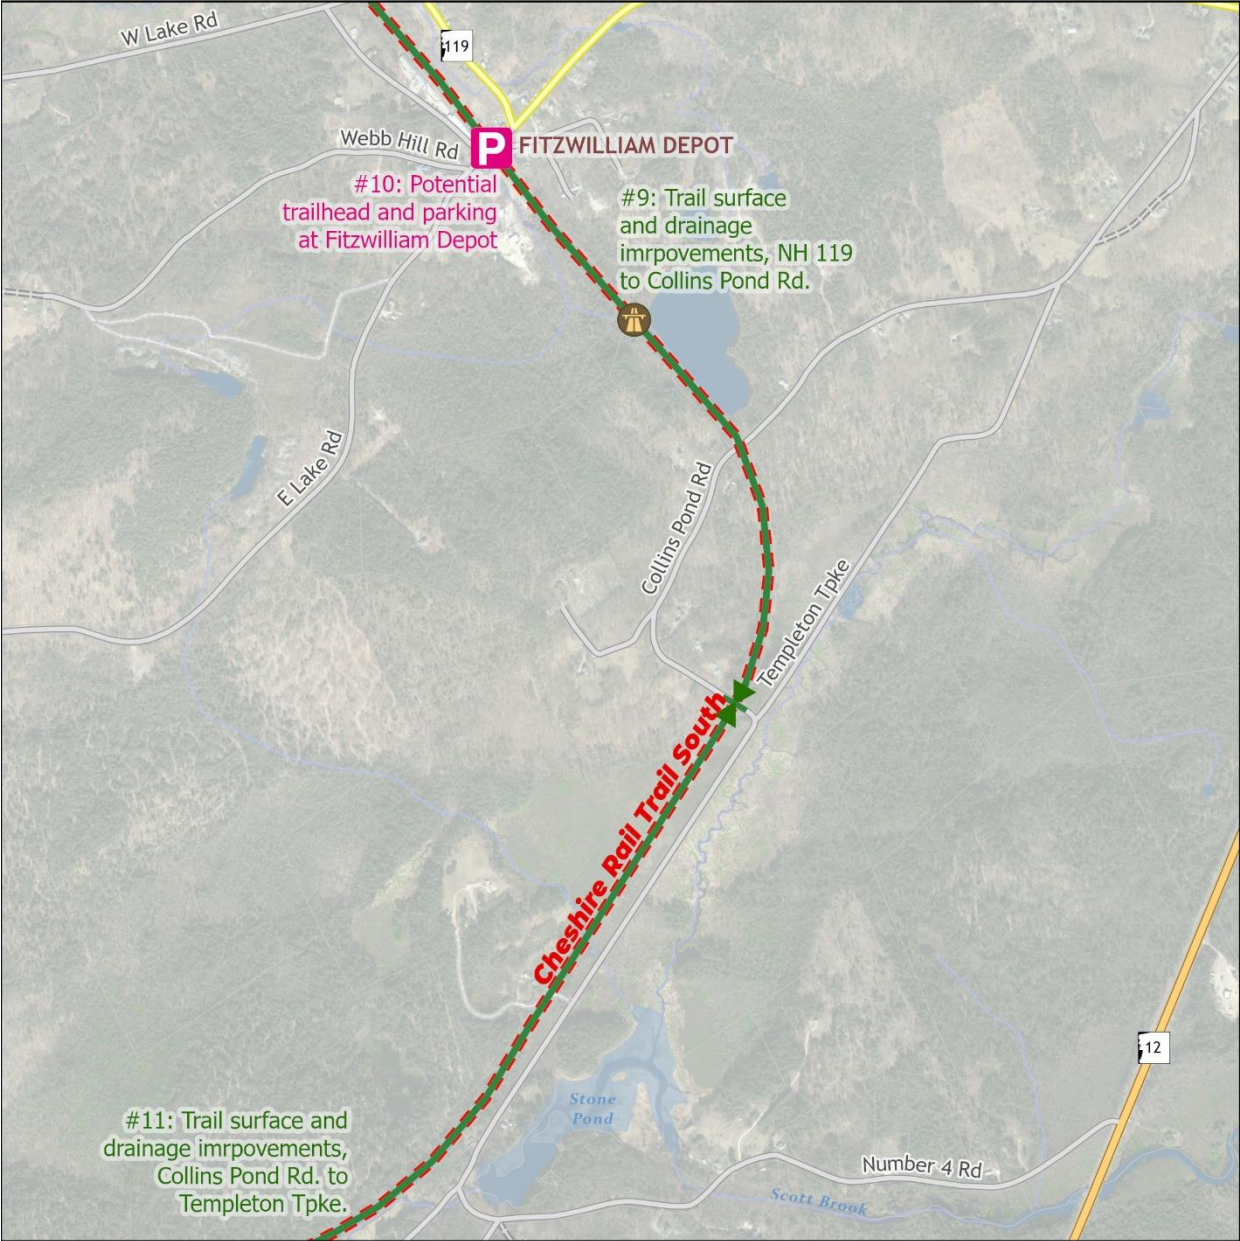 W Lake Rd
119
Webb Hill Rd
P
FITZWILLIAM DEPOT
#10: Potential
trailhead and parking
at Fitzwilliam Depot
#9: Trail surface
and drainage
imrpovements, NH 119
to Collins Pond Rd.
E Lake Rd
Collins Pond Rd
Templeton Tpke
Cheshire Rail Trail South
12
Stone
Pond
#11: Trail surface and
drainage imrpovements,
Collins Pond Rd. to
Templeton Tpke.
Number 4 Rd
Scott Brook